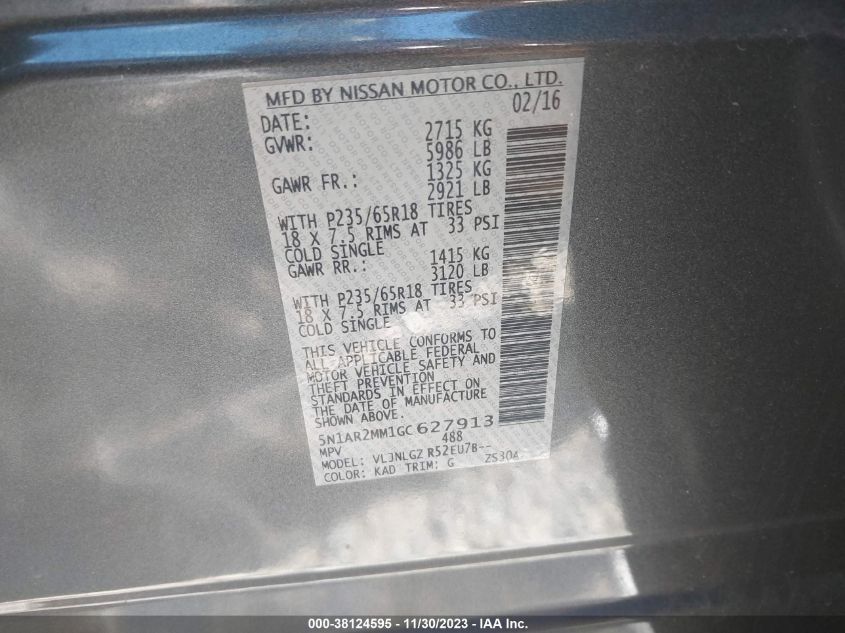 MFD BY NISSAN MOTOR CO., LTD.
DATE: 02/16
GVWR: 2715 KG
5986 LB
GAWR FR.: 1325 KG
2921 LB
WITH P235/65R18 TIRES
18 X 7.5 RIMS AT 33 PSI
COLD SINGLE
GAWR RR.: 1415 KG
3120 LB
WITH P235/65R18 TIRES
18 X 7.5 RIMS AT 33 PSI
COLD SINGLE
THIS VEHICLE CONFORMS TO
ALL APPLICABLE FEDERAL
MOTOR VEHICLE SAFETY AND
THEFT PREVENTION
STANDARDS IN EFFECT ON
THE DATE OF MANUFACTURE
SHOWN ABOVE.
5N1AR2MM1GC 627913
MPV 488
MODEL: VLJNLGZ R52EU7B--
COLOR: KAD TRIM: G ZS304
000-38124595 - 11/30/2023 - IAA Inc.